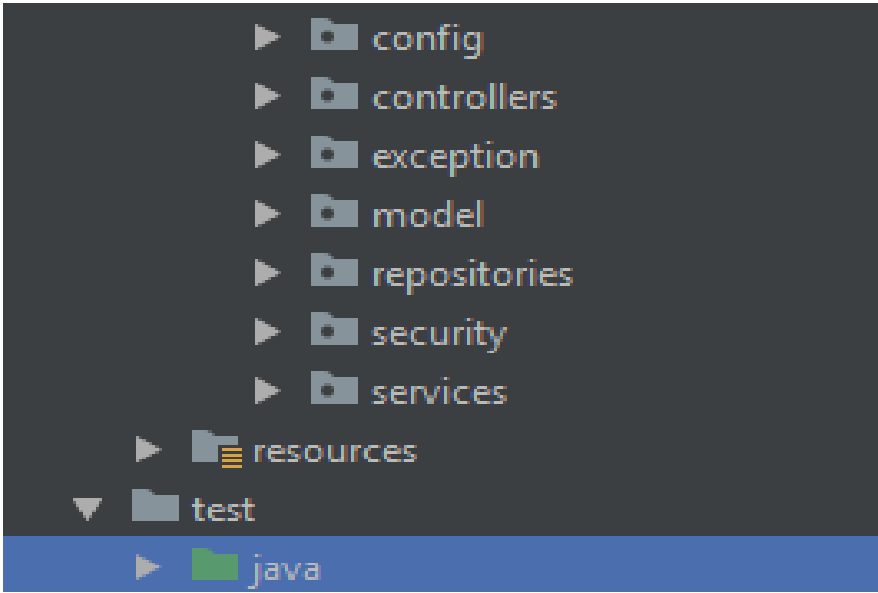 config
controllers
exception
model
repositories
security
services
resources
test
java